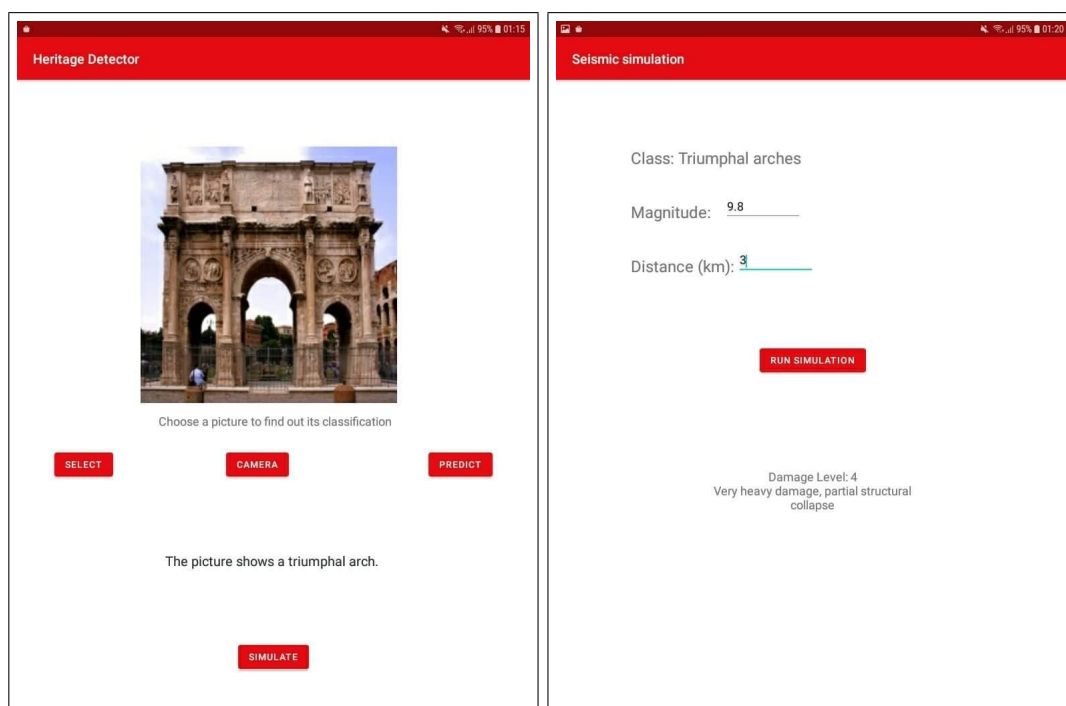 95% 01:15
Heritage Detector
Choose a picture to find out its classification
SELECT CAMERA PREDICT
The picture shows a triumphal arch.
SIMULATE
95% 01:20
Seismic simulation
Class: Triumphal arches
Magnitude: 9.8
Distance (km): 3
RUN SIMULATION
Damage Level: 4
Very heavy damage, partial structural
collapse